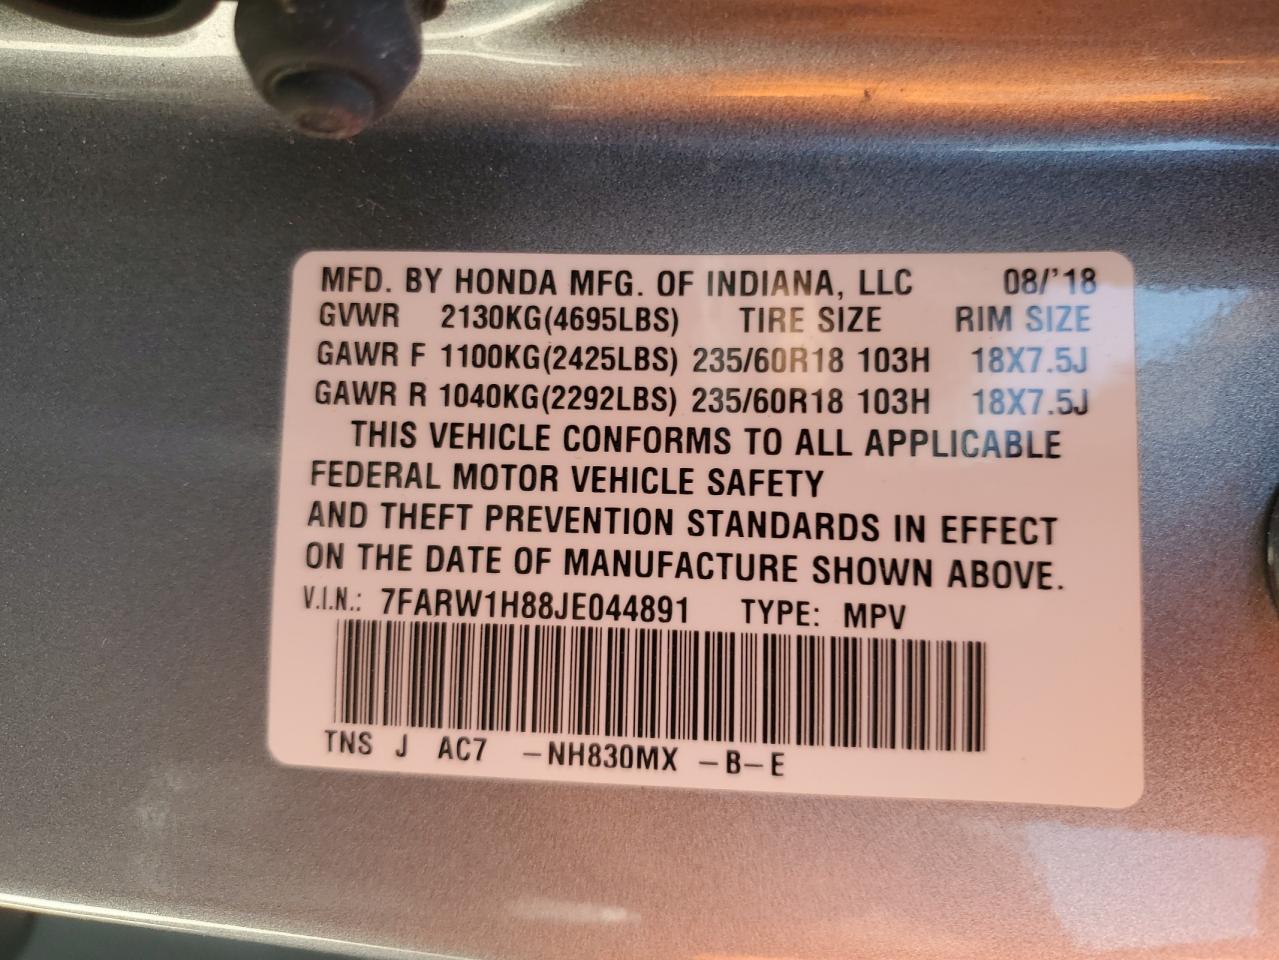 MFD. BY HONDA MFG. OF INDIANA, LLC 08/'18
GVWR 2130KG(4695LBS) TIRE SIZE RIM SIZE
GAWR F 1100KG(2425LBS) 235/60R18 103H 18X7.5J
GAWR R 1040KG(2292LBS) 235/60R18 103H 18X7.5J
THIS VEHICLE CONFORMS TO ALL APPLICABLE
FEDERAL MOTOR VEHICLE SAFETY
AND THEFT PREVENTION STANDARDS IN EFFECT
ON THE DATE OF MANUFACTURE SHOWN ABOVE.
V.I.N.: 7FARW1H88JE044891 TYPE: MPV
TNS J AC7 -NH830MX -B-E